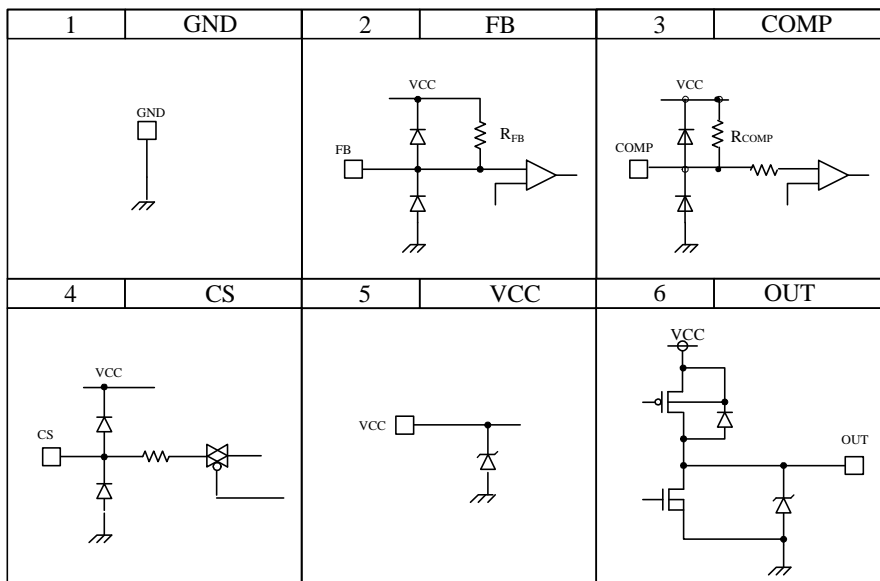 1 GND 2 FB 3 COMP
GND
VCC
FB
RFB
VCC
COMP
RCOMP
4 CS 5 VCC 6 OUT
VCC
CS
VCC
VCC
OUT